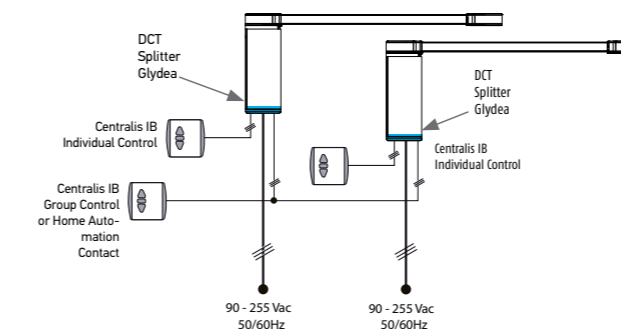 DCT
Splitter
Glydea
DCT
Splitter
Glydea
Centralis IB
Individual Control
Centralis IB
Individual Control
Centralis IB
Group Control
or Home Auto-
mation
Contact
90 - 255 Vac
50/60Hz
90 - 255 Vac
50/60Hz